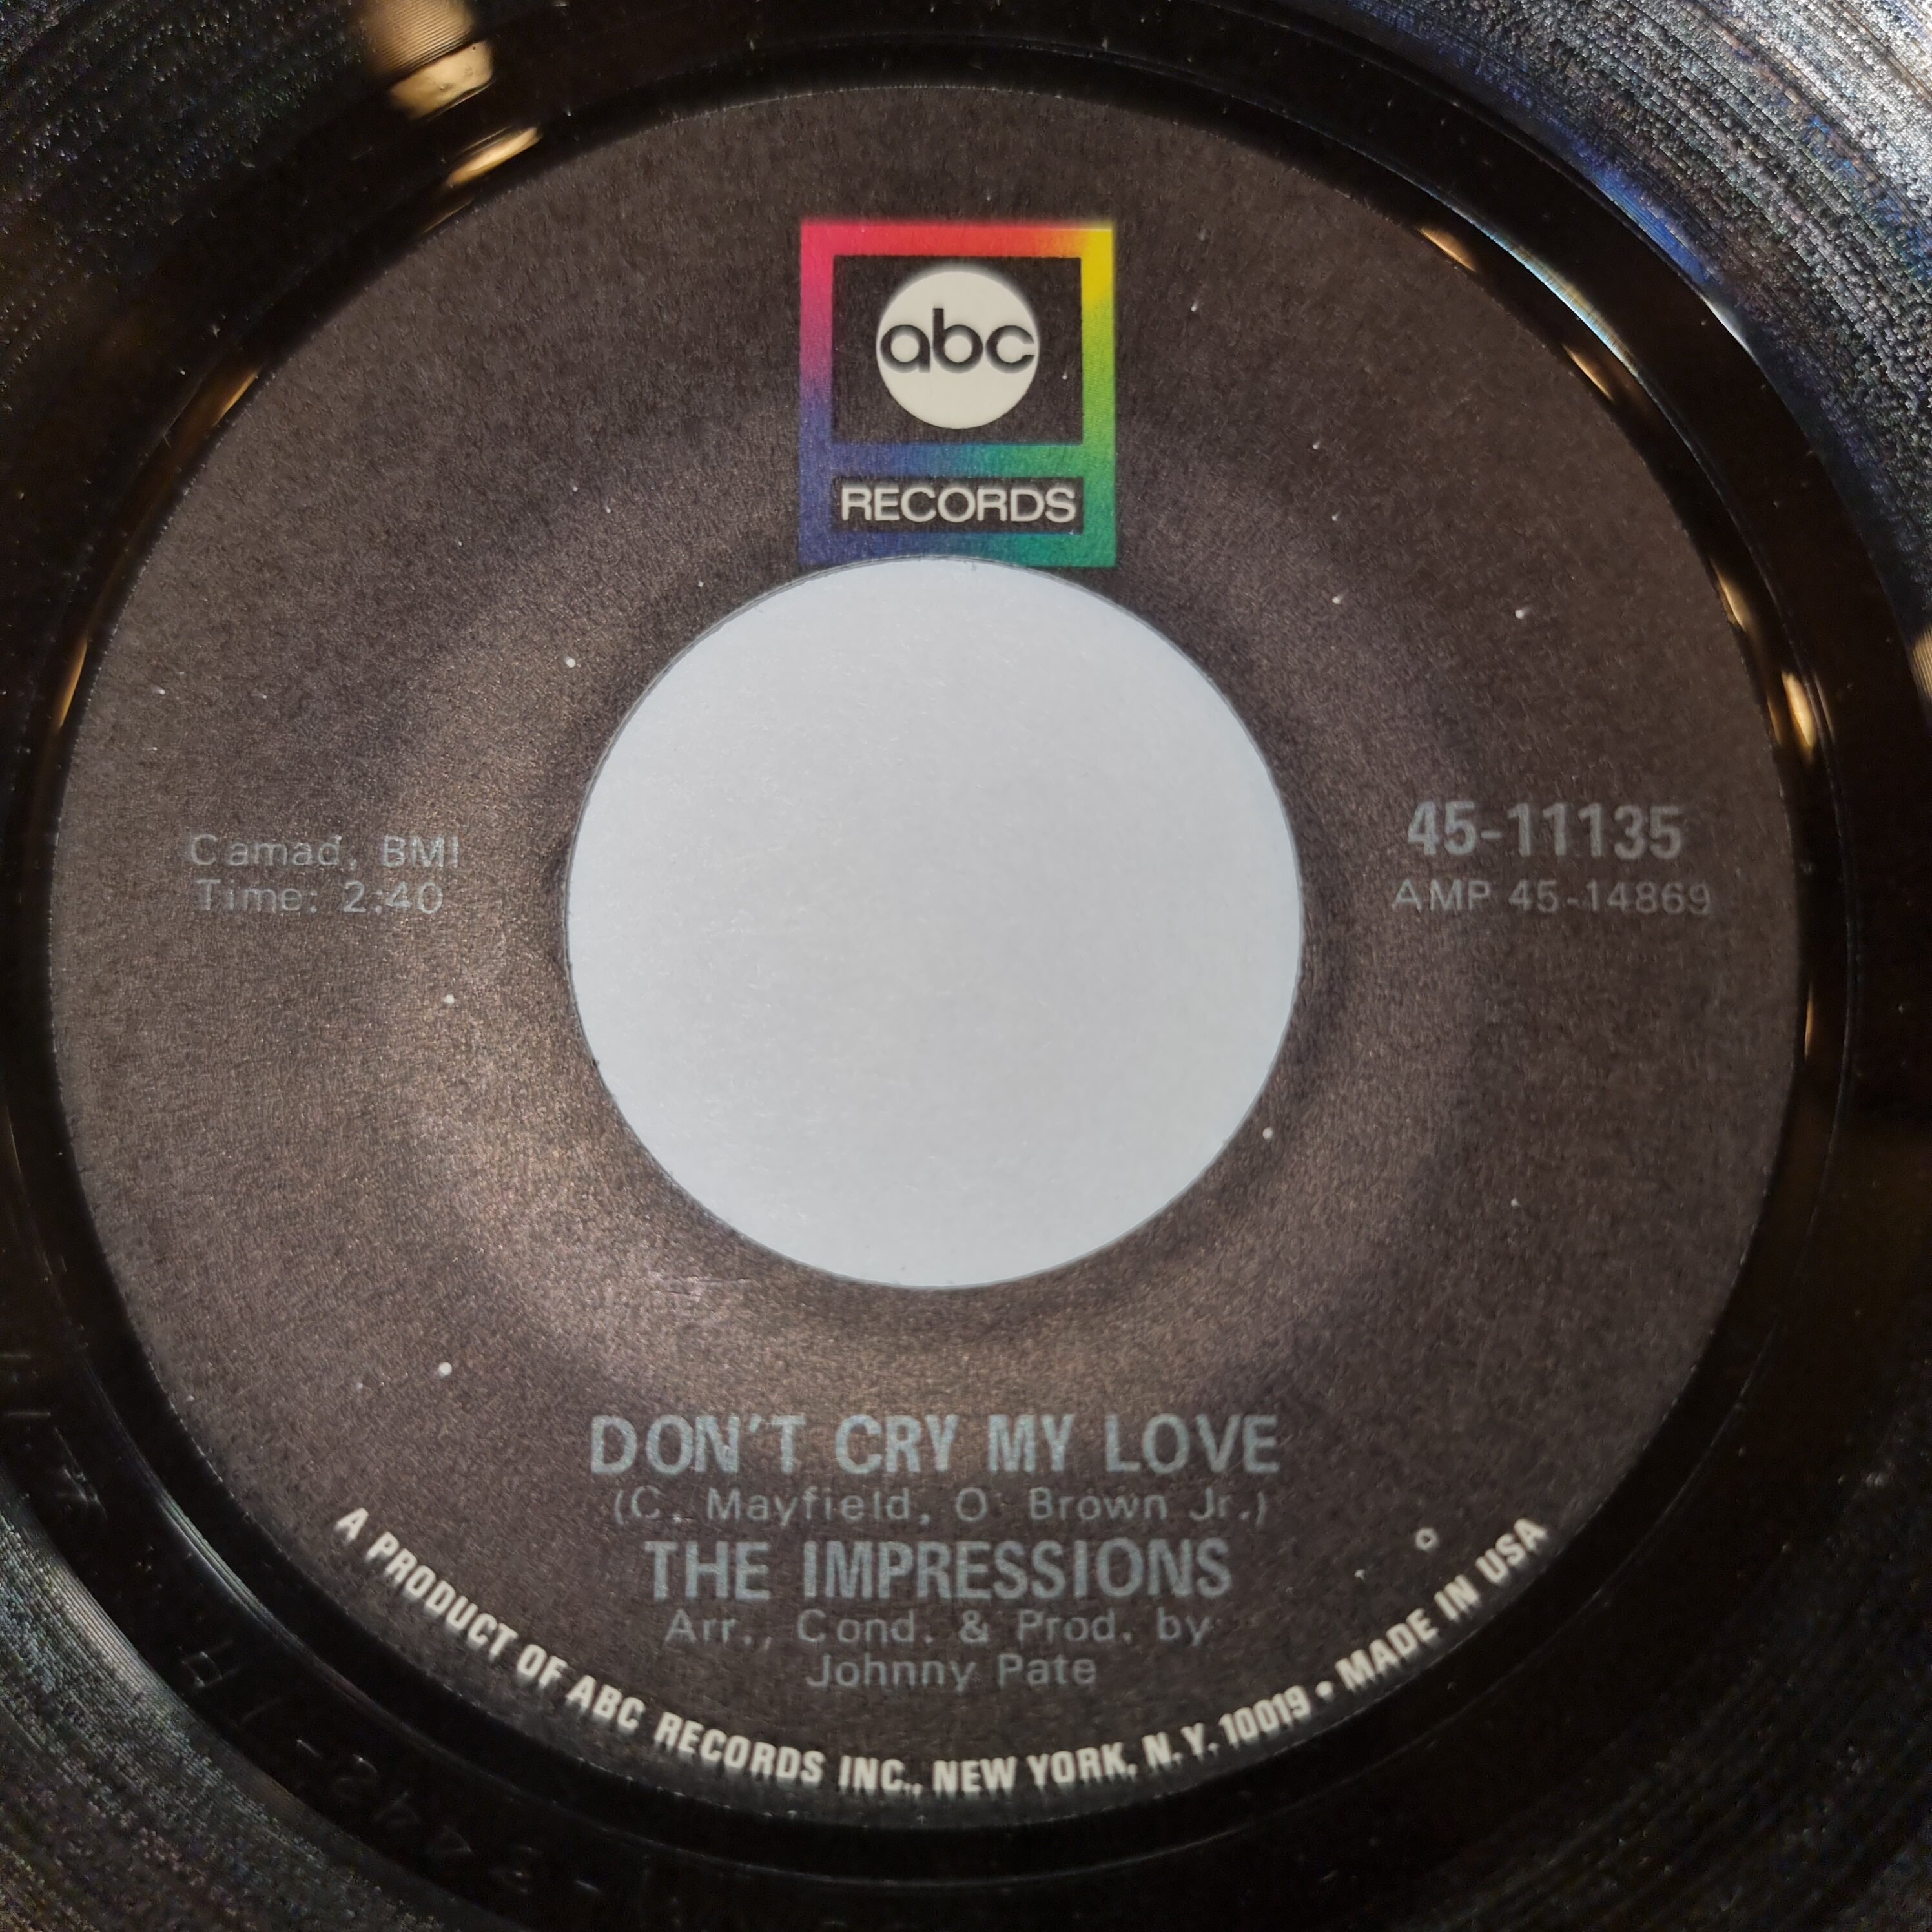 abc
RECORDS
Camad, BMI
Time: 2:40
45-11135
AMP 45-14869
DON'T CRY MY LOVE
(C. Mayfield, O' Brown Jr.)
THE IMPRESSIONS
Arr., Cond. & Prod. by
Johnny Pate
A PRODUCT OF ABC RECORDS INC., NEW YORK, N.Y. 10019 • MADE IN USA